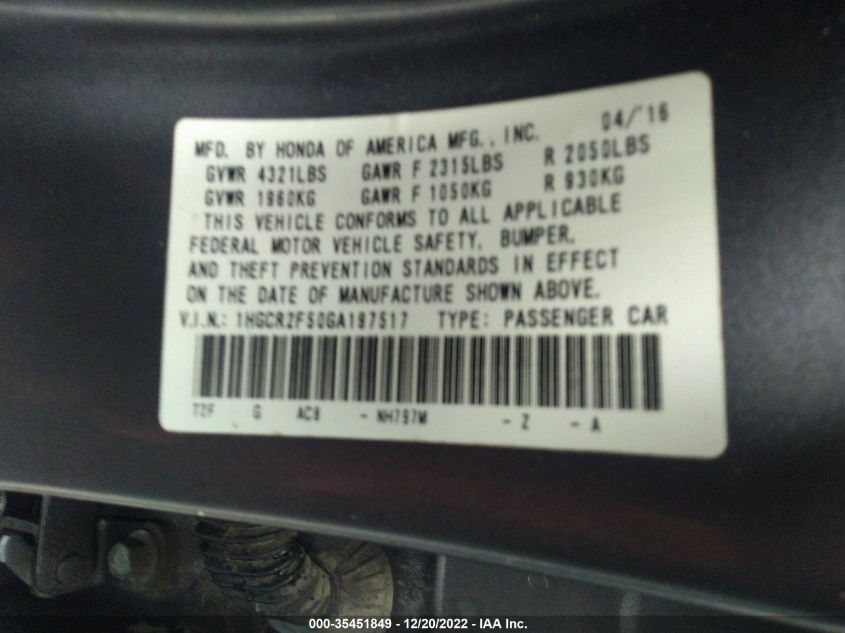 04/'16
MFD. BY HONDA OF AMERICA MFG., INC.
GVWR 4321LBS GAWR F 2315LBS R 2050LBS
GVWR 1960KG GAWR F 1050KG R 930KG
THIS VEHICLE CONFORMS TO ALL APPLICABLE
FEDERAL MOTOR VEHICLE SAFETY, BUMPER,
AND THEFT PREVENTION STANDARDS IN EFFECT
ON THE DATE OF MANUFACTURE SHOWN ABOVE.
V.I.N.: 1HGCR2F50GA197517 TYPE: PASSENGER CAR
T2F G AC9 - NH797M - Z - A
000-35451849 - 12/20/2022 - IAA Inc.